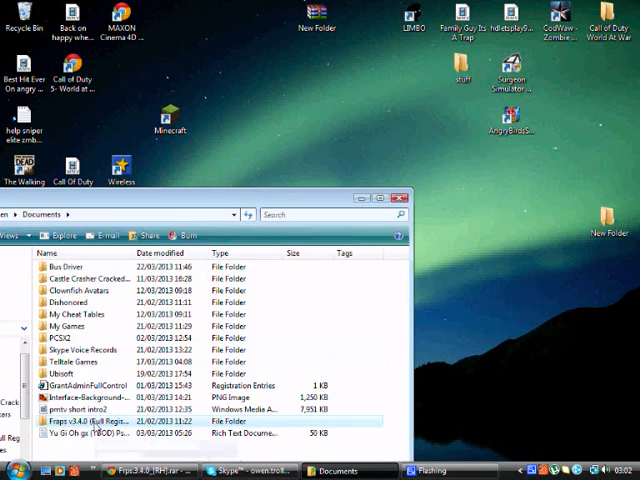 Recycle Bin
Back on
happy whe...
MAXON
Cinema 4D ...
New Folder
LIMBO
Family Guy Its
A Trap
hdletsplay9...
CodWaw -
Zombie ...
Call of Duty
World At War
Best Hit Ever
On angry ...
Call of Duty
5- World at ...
stuff
Surgeon
Simulator ...
help sniper
elite zmb...
Minecraft
AngryBirdsS...
The Walking
Call Of Duty
Wireless
New Folder
en ▸ Documents ▸
Search
Views
Explore
E-mail
Share
Burn
Name
Date modified
Type
Size
Tags
Bus Driver 22/03/2013 11:46 File Folder
Castle Crasher Cracked... 16/03/2013 23:28 File Folder
Clownfish Avatars 12/03/2013 09:18 File Folder
Dishonored 21/02/2013 11:11 File Folder
My Cheat Tables 12/03/2013 09:11 File Folder
My Games 21/02/2013 11:29 File Folder
PCSX2 02/03/2013 12:54 File Folder
Skype Voice Records 21/02/2013 13:22 File Folder
Telltale Games 17/03/2013 04:08 File Folder
Ubisoft 21/02/2013 13:22 File Folder
GrantAdminFullControl 01/03/2013 15:43 Registration Entries 1 KB
Interface-Background-... 01/03/2013 14:21 PNG Image 1,250 KB
pmtv short intro2 21/02/2013 12:35 Windows Media A... 7,951 KB
Fraps v3.4.0 (Full Regis... 21/02/2013 11:22 File Folder
Yu Gi Oh gx (YGOD) Ps... 03/03/2013 05:26 Rich Text Docume... 50 KB
Frps.3.4.0_[RH].rar - ...
Skype™ - owen.troll...
Documents
Flashing
03:02